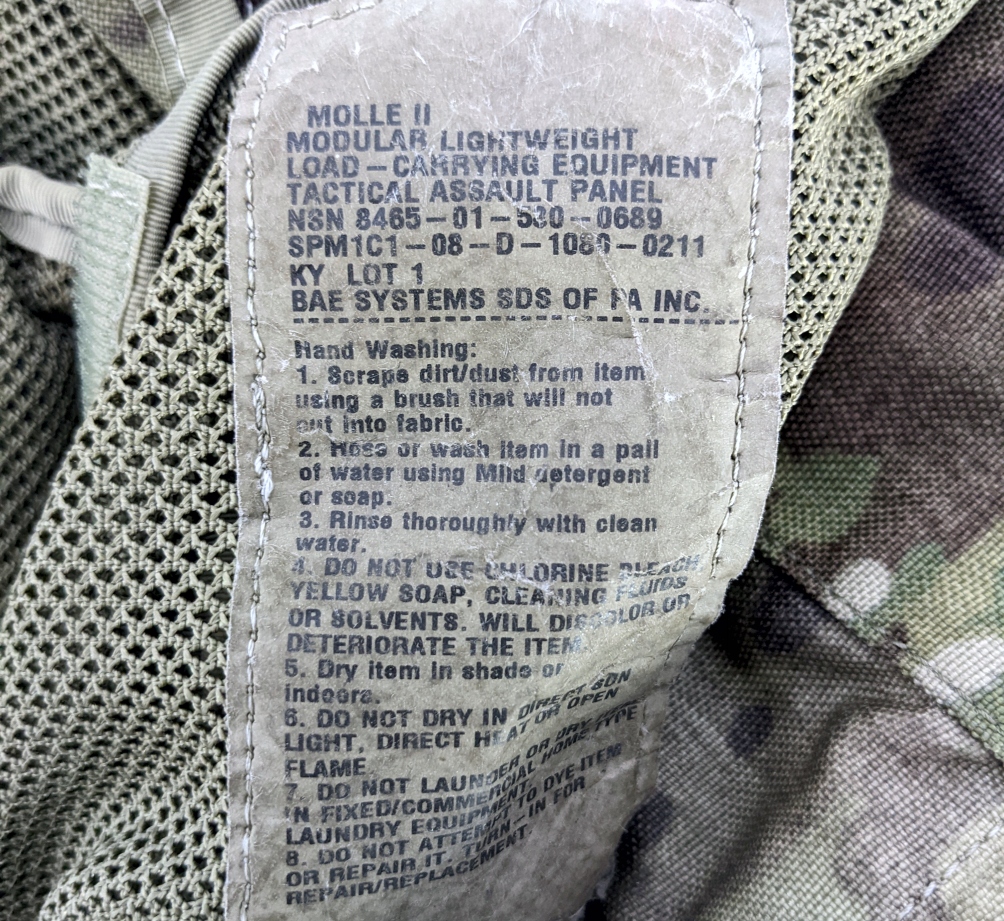 MOLLE II
MODULAR LIGHTWEIGHT
LOAD-CARRYING EQUIPMENT
TACTICAL ASSAULT PANEL
NSN 8465-01-580-0689
SPM1C1-08-D-1080-0211
KY LOT 1
BAE SYSTEMS SDS OF PA INC.
Hand Washing:
1. Scrape dirt/dust from item
using a brush that will not
cut into fabric.
2. Hose or wash item in a pail
of water using Mild detergent
or soap.
3. Rinse thoroughly with clean
water.
4. DO NOT USE CHLORINE BLEACH
YELLOW SOAP, CLEANING FLUIDS
OR SOLVENTS. WILL DISCOLOR OR
DETERIORATE THE ITEM.
5. Dry item in shade or
indoors.
6. DO NOT DRY IN DIRECT SUN
LIGHT, DIRECT HEAT OR OPEN
FLAME.
7. DO NOT LAUNDER OR DRY
IN FIXED/COMMERCIAL HOME TYPE
LAUNDRY EQUIPMENT.
8. DO NOT ATTEMPT TO DYE ITEM
OR REPAIR IT. TURN-IN FOR
REPAIR/REPLACEMENT.